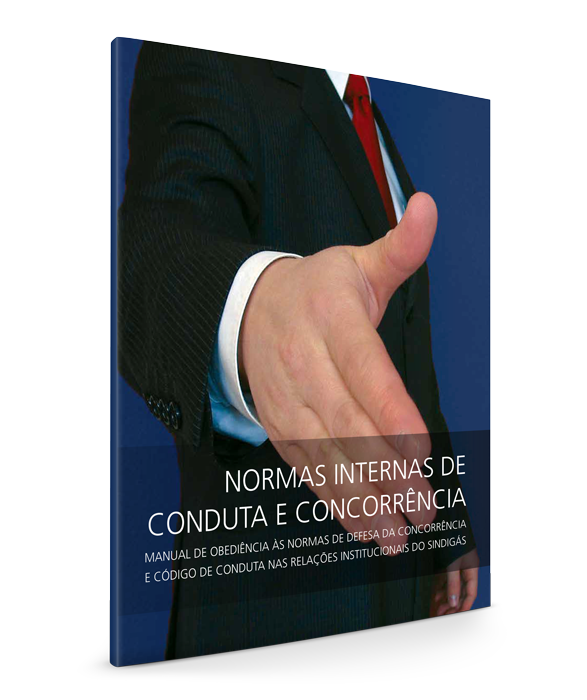 NORMAS INTERNAS DE
CONDUTA E CONCORRÊNCIA
MANUAL DE OBEDIÊNCIA ÀS NORMAS DE DEFESA DA CONCORRÊNCIA
E CÓDIGO DE CONDUTA NAS RELAÇÕES INSTITUCIONAIS DO SINDIGÁS